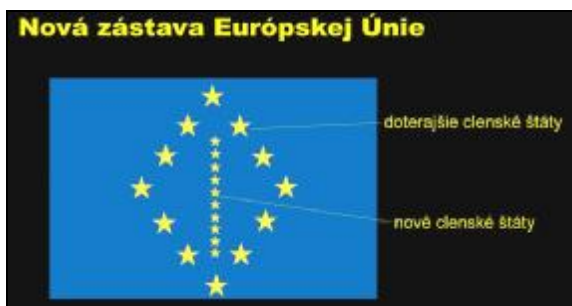 Nová zástava Európskej Únie
doterajšie clenské štáty
nové clenské štáty